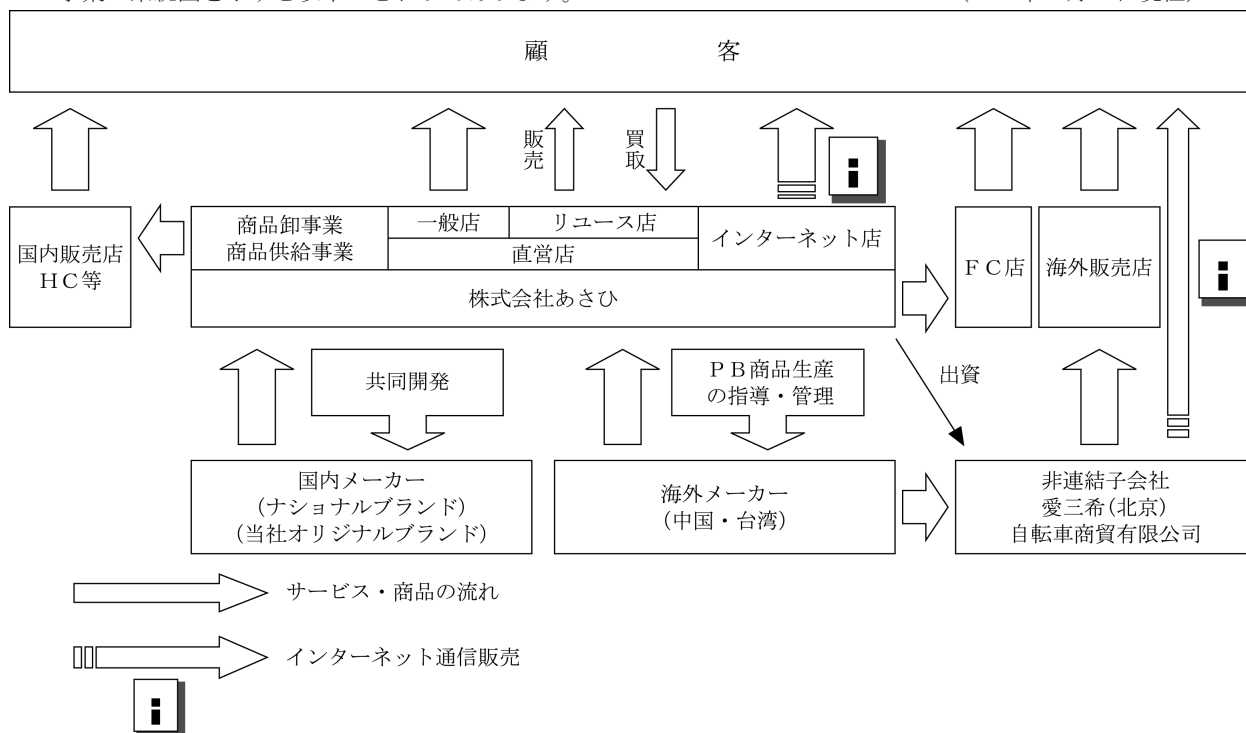 顧客
販売
買取
国内販売店
ＨＣ等
商品卸事業
商品供給事業
一般店
リユース店
直営店
インターネット店
株式会社あさひ
ＦＣ店
海外販売店
共同開発
ＰＢ商品生産
の指導・管理
出資
国内メーカー
(ナショナルブランド)
(当社オリジナルブランド)
海外メーカー
(中国・台湾)
非連結子会社
愛三希(北京)
自転車商貿有限公司
サービス・商品の流れ
インターネット通信販売